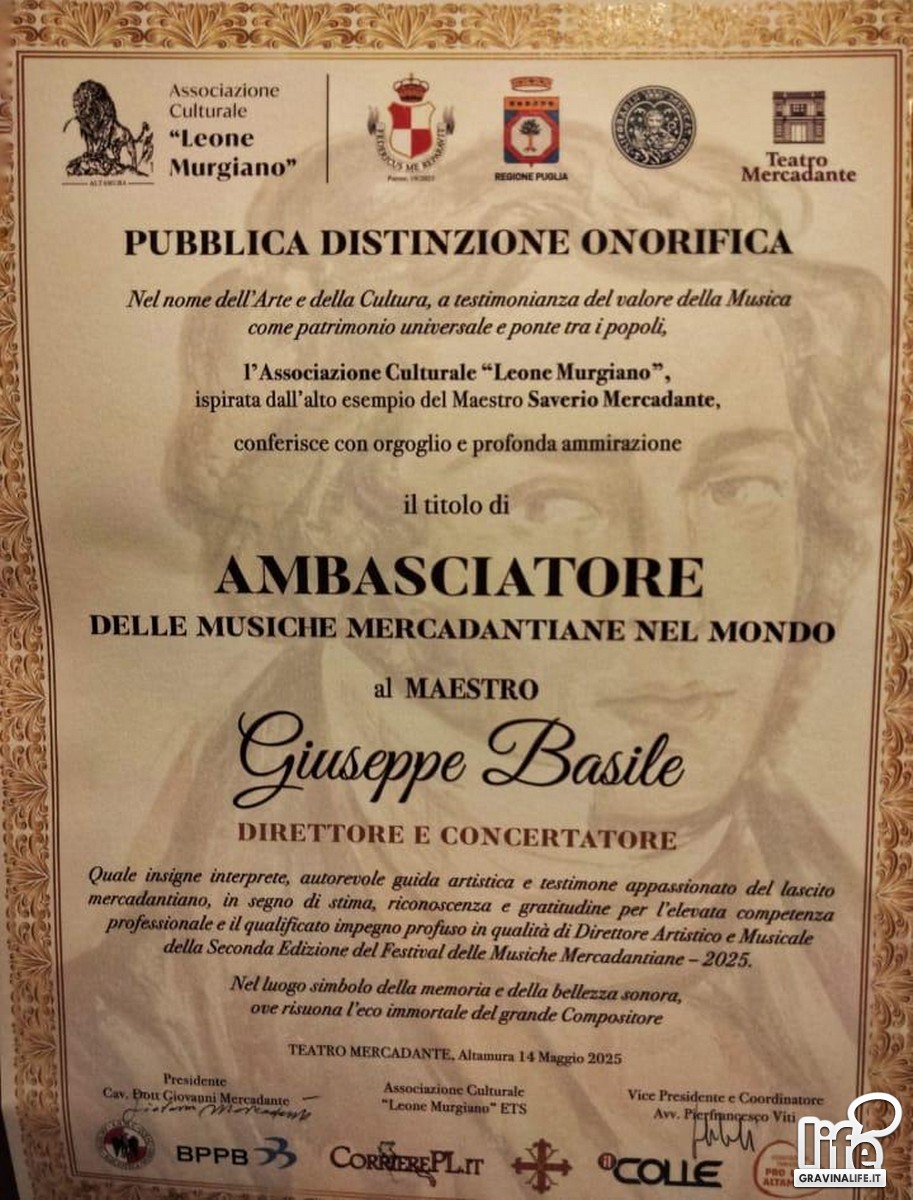 Associazione
Culturale
"Leone
Murgiano"
ALTAMURA
FEDERICUS ME REPARAVIT
REGIONE PUGLIA
Teatro
Mercadante
PUBBLICA DISTINZIONE ONORIFICA
Nel nome dell'Arte e della Cultura, a testimonianza del valore della Musica
come patrimonio universale e ponte tra i popoli,
l'Associazione Culturale "Leone Murgiano",
ispirata dall'alto esempio del Maestro Saverio Mercadante,
conferisce con orgoglio e profonda ammirazione
il titolo di
AMBASCIATORE
DELLE MUSICHE MERCADANTIANE NEL MONDO
al MAESTRO
Giuseppe Basile
DIRETTORE E CONCERTATORE
Quale insigne interprete, autorevole guida artistica e testimone appassionato del lascito
mercadantiano, in segno di stima, riconoscenza e gratitudine per l'elevata competenza
professionale e il qualificato impegno profuso in qualità di Direttore Artistico e Musicale
della Seconda Edizione del Festival delle Musiche Mercadantiane – 2025.
Nel luogo simbolo della memoria e della bellezza sonora,
ove risuona l'eco immortale del grande Compositore
TEATRO MERCADANTE, Altamura 14 Maggio 2025
Presidente
Cav. Dott Giovanni Mercadante
Giovanni Mercadante
Associazione Culturale
"Leone Murgiano" ETS
Vice Presidente e Coordinatore
Avv. Pierfrancesco Viti
BPPB
CORRIEREPL.IT
il COLLE
PRO
life
GRAVINALIFE.IT